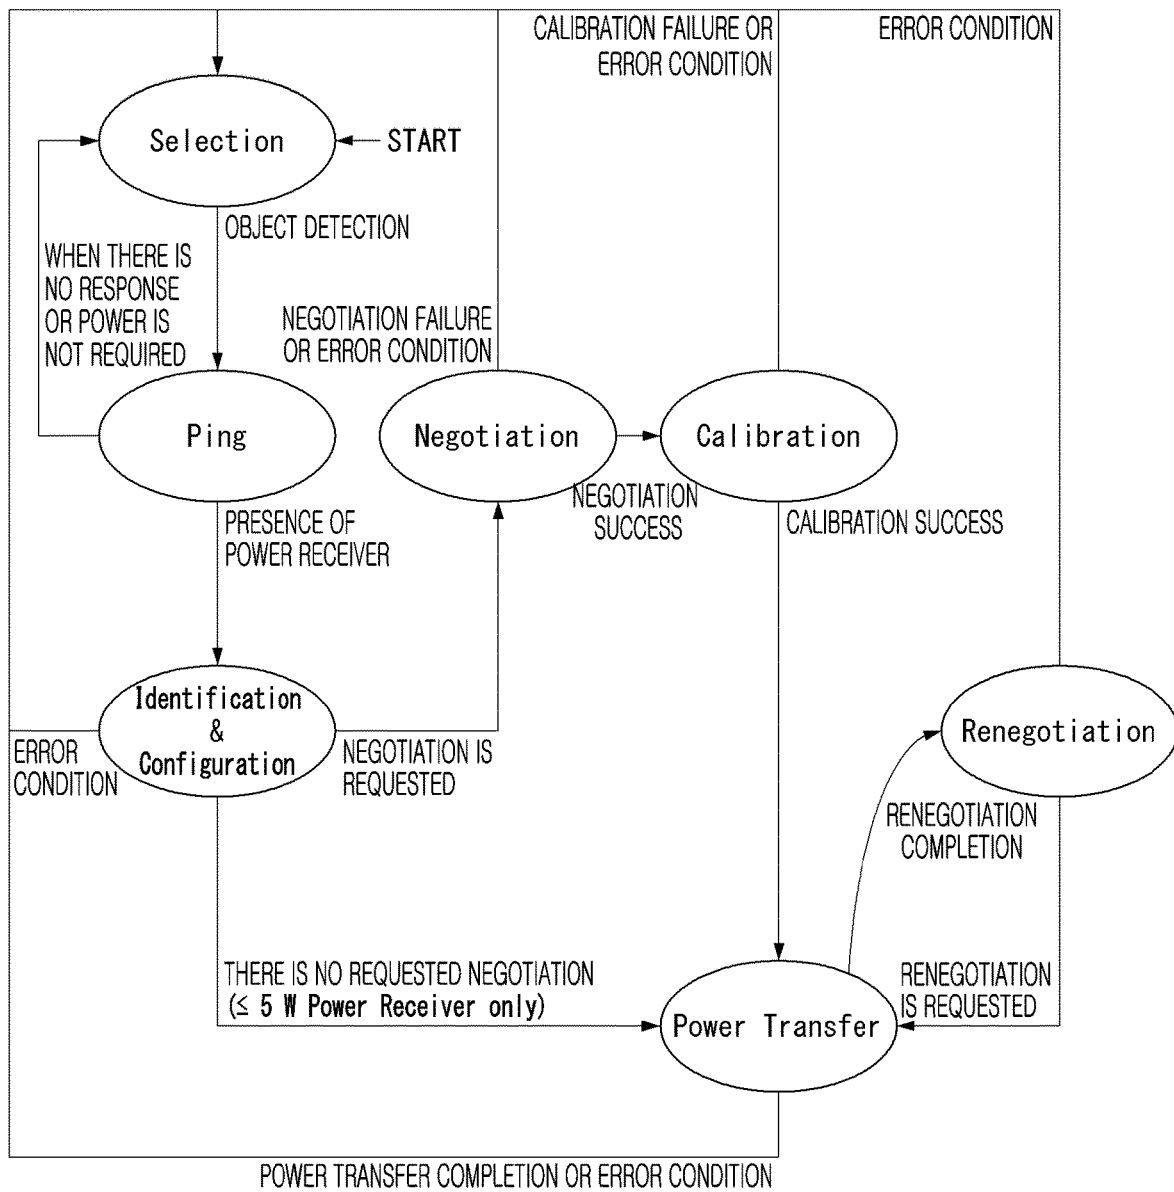 CALIBRATION FAILURE OR
ERROR CONDITION
ERROR CONDITION
Selection
START
OBJECT DETECTION
WHEN THERE IS
NO RESPONSE
OR POWER IS
NOT REQUIRED
NEGOTIATION FAILURE
OR ERROR CONDITION
Ping
Negotiation
Calibration
NEGOTIATION
SUCCESS
CALIBRATION SUCCESS
PRESENCE OF
POWER RECEIVER
Identification
&
Configuration
ERROR
CONDITION
NEGOTIATION IS
REQUESTED
Renegotiation
RENEGOTIATION
COMPLETION
THERE IS NO REQUESTED NEGOTIATION
(≤ 5 W Power Receiver only)
Power Transfer
RENEGOTIATION
IS REQUESTED
POWER TRANSFER COMPLETION OR ERROR CONDITION